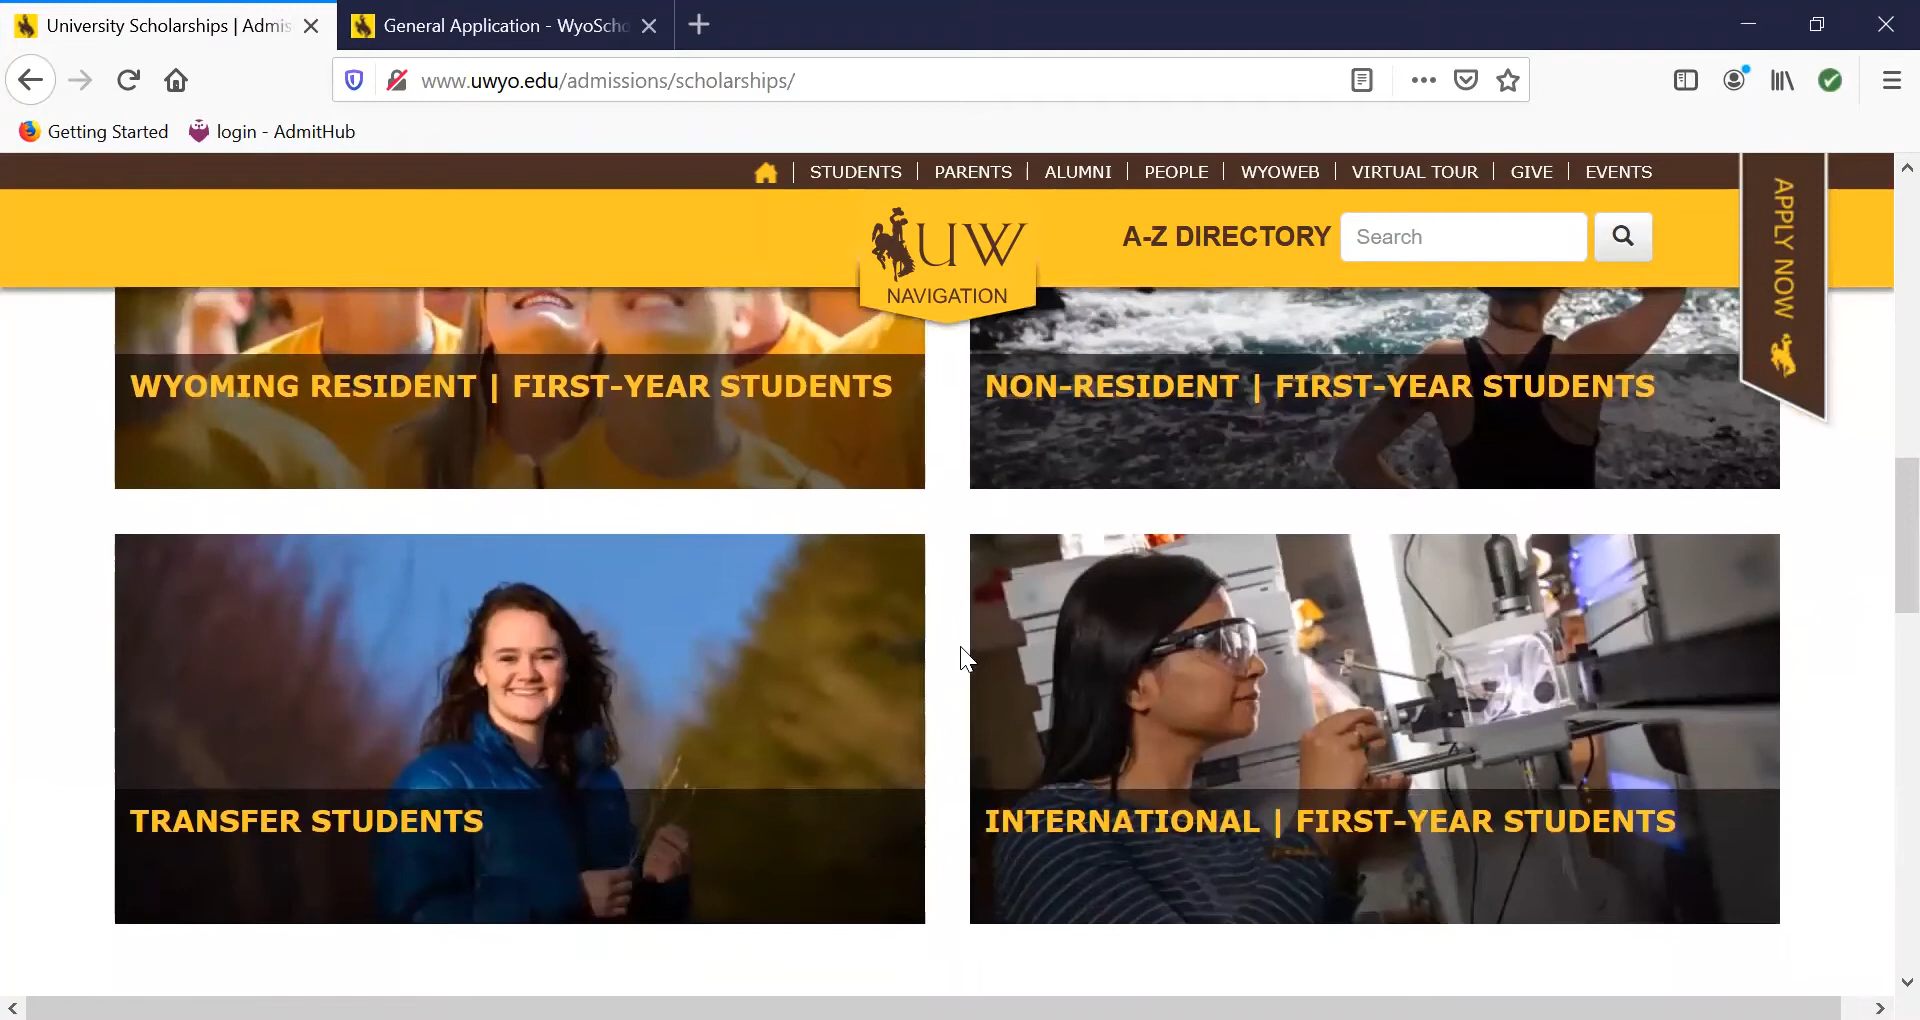 University Scholarships | Admis
General Application - WyoScho
www.uwyo.edu/admissions/scholarships/
Getting Started
login - AdmitHub
STUDENTS | PARENTS | ALUMNI | PEOPLE | WYOWEB | VIRTUAL TOUR | GIVE | EVENTS
UW
NAVIGATION
A-Z DIRECTORY
Search
APPLY NOW
WYOMING RESIDENT | FIRST-YEAR STUDENTS
NON-RESIDENT | FIRST-YEAR STUDENTS
TRANSFER STUDENTS
INTERNATIONAL | FIRST-YEAR STUDENTS